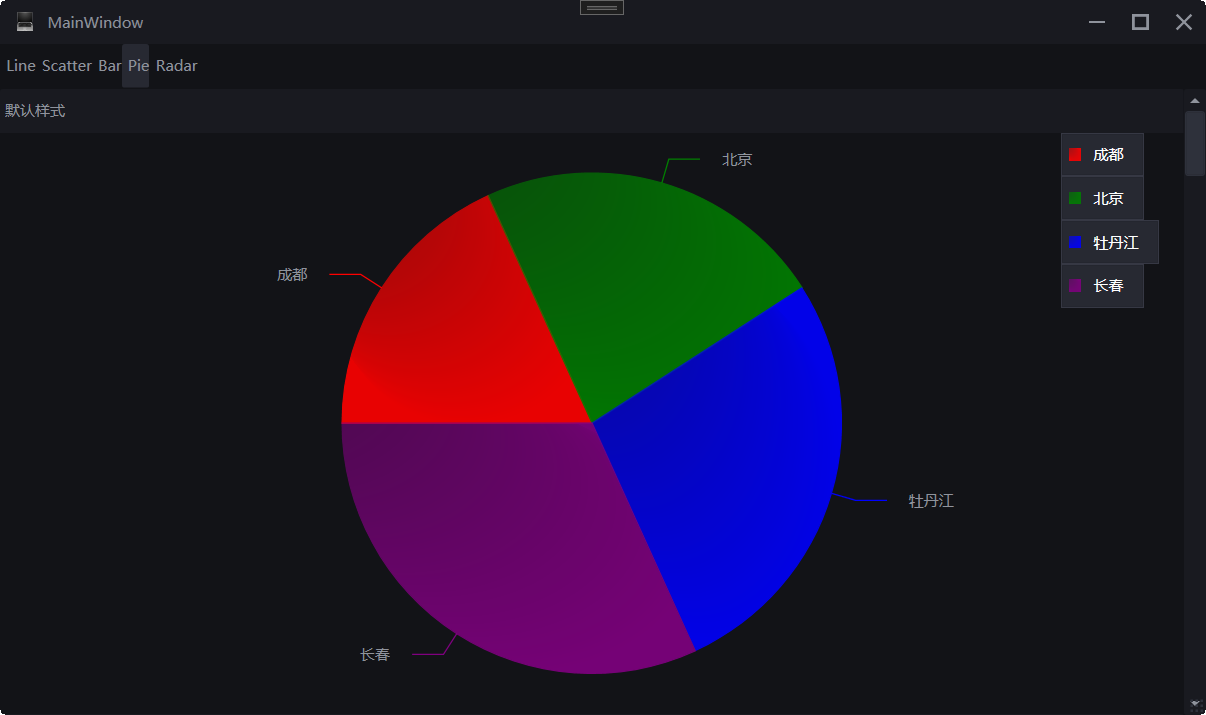 MainWindow
Line Scatter Bar Pie Radar
默认样式
北京
成都
牡丹江
长春
成都
北京
牡丹江
长春